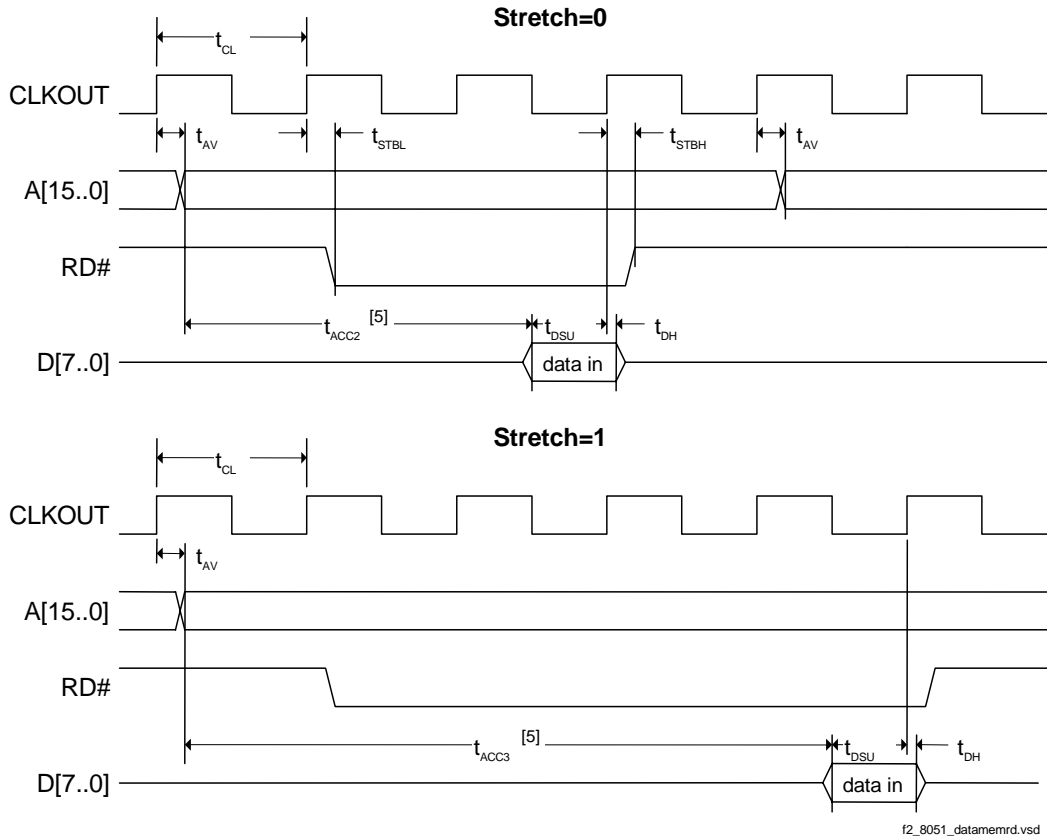 Stretch=0
tCL
CLKOUT
tAV tSTBL tSTBH tAV
A[15..0]
RD#
tACC2 [5] tDSU tDH
D[7..0] data in
Stretch=1
tCL
CLKOUT
tAV
A[15..0]
RD#
tACC3 [5] tDSU tDH
D[7..0] data in
f2_8051_datamemrd.vsd